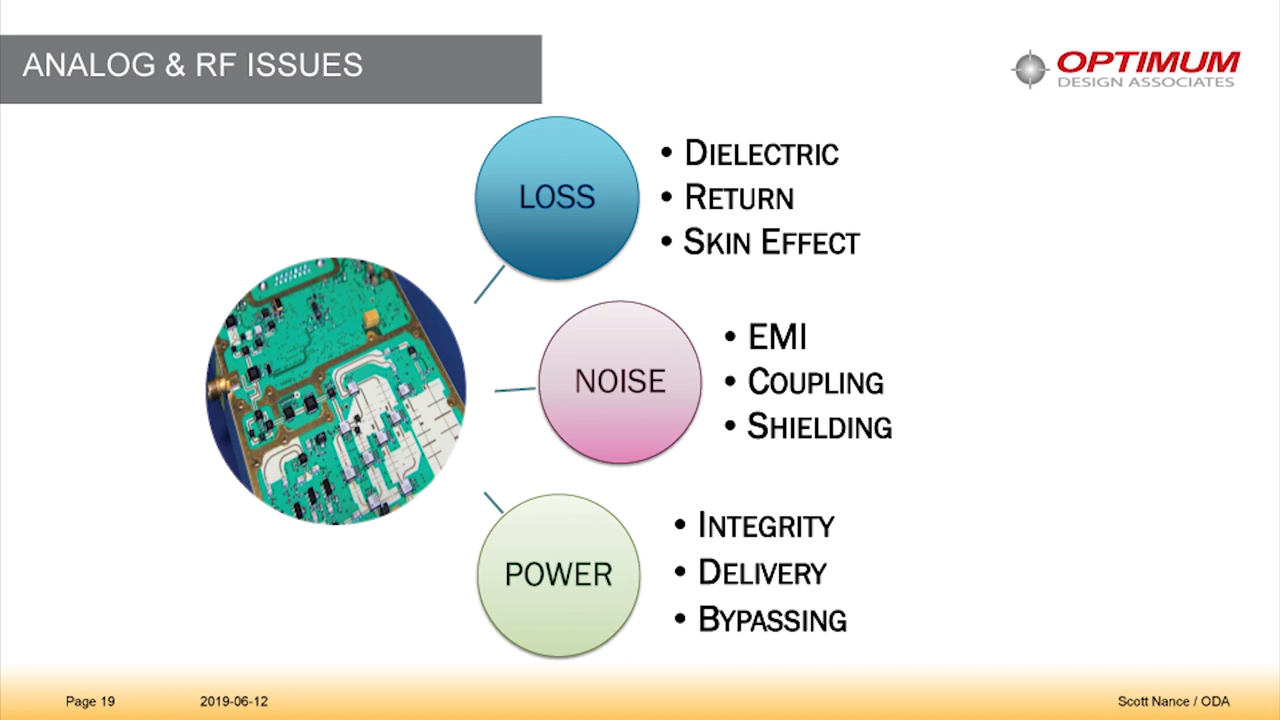 ANALOG & RF ISSUES
OPTIMUM
DESIGN ASSOCIATES
LOSS
• DIELECTRIC
• RETURN
• SKIN EFFECT
NOISE
• EMI
• COUPLING
• SHIELDING
POWER
• INTEGRITY
• DELIVERY
• BYPASSING
Page 19
2019-06-12
Scott Nance / ODA